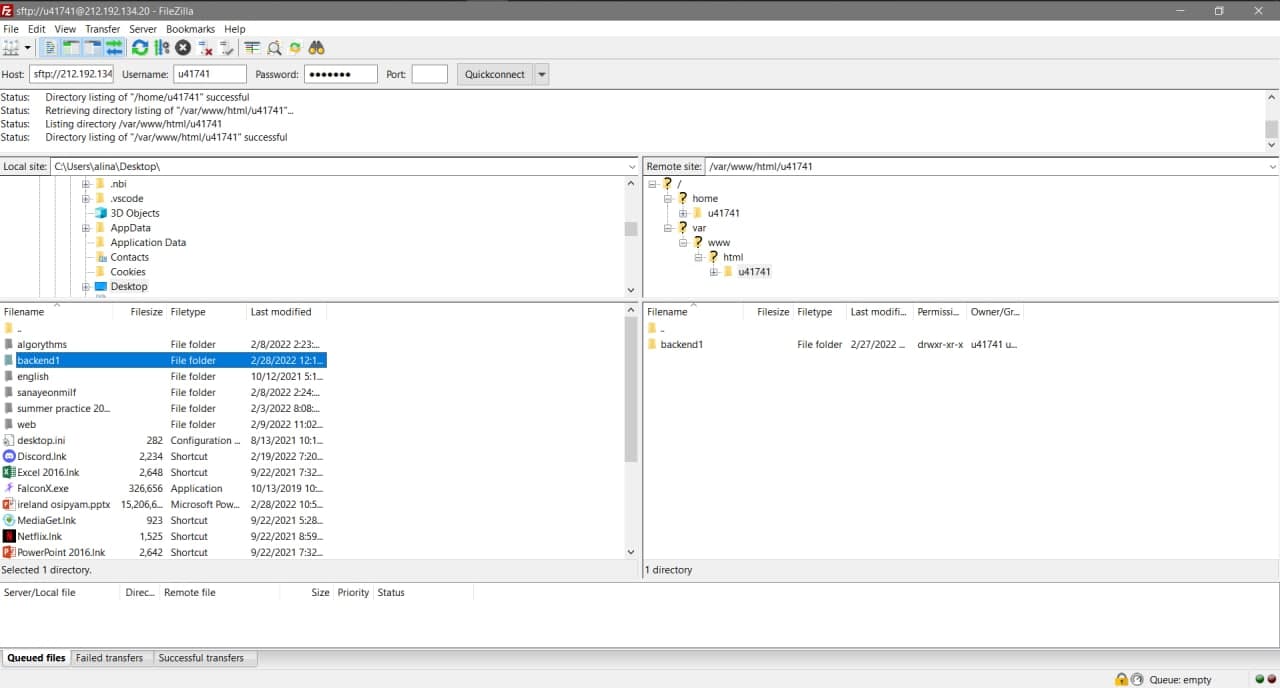 sftp://u41741@212.192.134.20 - FileZilla
File Edit View Transfer Server Bookmarks Help
Host: sftp://212.192.134 Username: u41741 Password: ●●●●●●● Port: Quickconnect
Status: Directory listing of "/home/u41741" successful
Status: Retrieving directory listing of "/var/www/html/u41741"...
Status: Listing directory /var/www/html/u41741
Status: Directory listing of "/var/www/html/u41741" successful
Local site: C:\Users\alina\Desktop\
.nbi
.vscode
3D Objects
AppData
Application Data
Contacts
Cookies
Desktop
Remote site: /var/www/html/u41741
/
home
u41741
var
www
html
u41741
Filename Filesize Filetype Last modified
..
algorythms File folder 2/8/2022 2:23:...
backend1 File folder 2/28/2022 12:1...
english File folder 10/12/2021 5:1...
sanayeonmilf File folder 2/8/2022 2:24:...
summer practice 20... File folder 2/3/2022 8:08:...
web File folder 2/9/2022 11:02...
desktop.ini 282 Configuration ... 8/13/2021 10:1...
Discord.lnk 2,234 Shortcut 2/19/2022 7:20...
Excel 2016.lnk 2,648 Shortcut 9/22/2021 7:32...
FalconX.exe 326,656 Application 10/13/2019 10:...
ireland osipyam.pptx 15,206,6... Microsoft Pow... 2/28/2022 10:5...
MediaGet.lnk 923 Shortcut 9/22/2021 5:28...
Netflix.lnk 1,525 Shortcut 9/22/2021 8:59...
PowerPoint 2016.lnk 2,642 Shortcut 9/22/2021 7:32...
Selected 1 directory.
Filename Filesize Filetype Last modifi... Permissi... Owner/Gr...
..
backend1 File folder 2/27/2022 ... drwxr-xr-x u41741 u...
1 directory
Server/Local file Direc... Remote file Size Priority Status
Queued files Failed transfers Successful transfers
Queue: empty